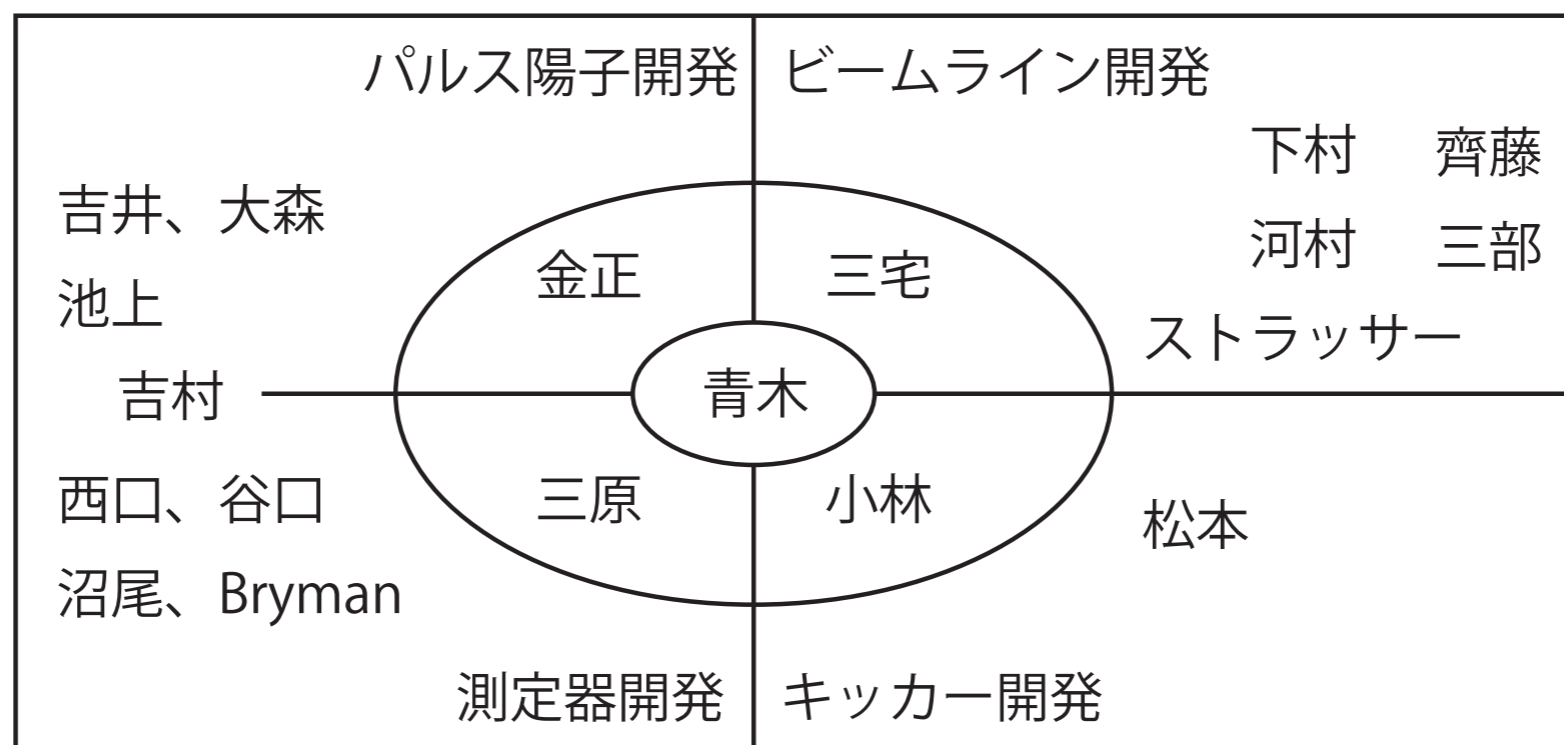 パルス陽子開発
ビームライン開発
下村 齊藤
吉井、大森
河村 三部
金正
三宅
池上
ストラッサー
吉村
青木
西口、谷口
三原
小林
松本
沼尾、Bryman
測定器開発
キッカー開発